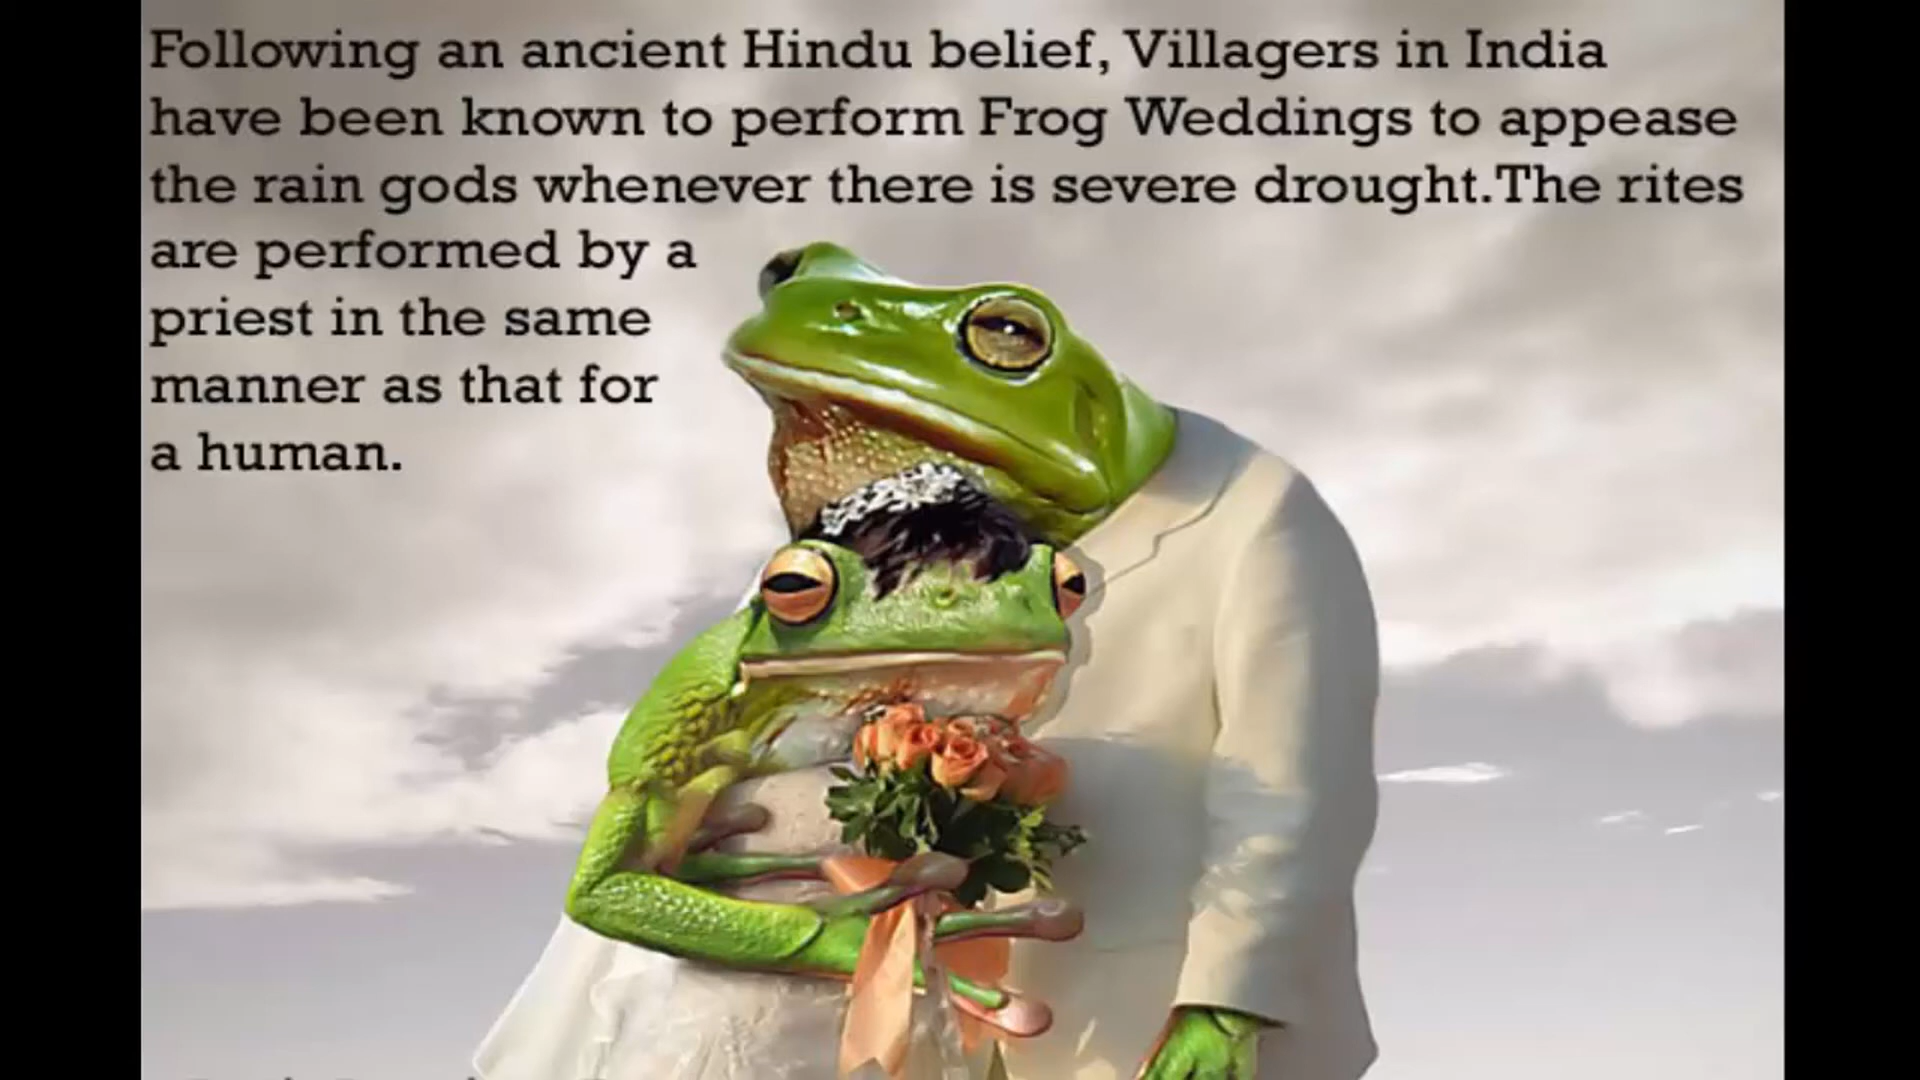 Following an ancient Hindu belief, Villagers in India
have been known to perform Frog Weddings to appease
the rain gods whenever there is severe drought.The rites
are performed by a
priest in the same
manner as that for
a human.